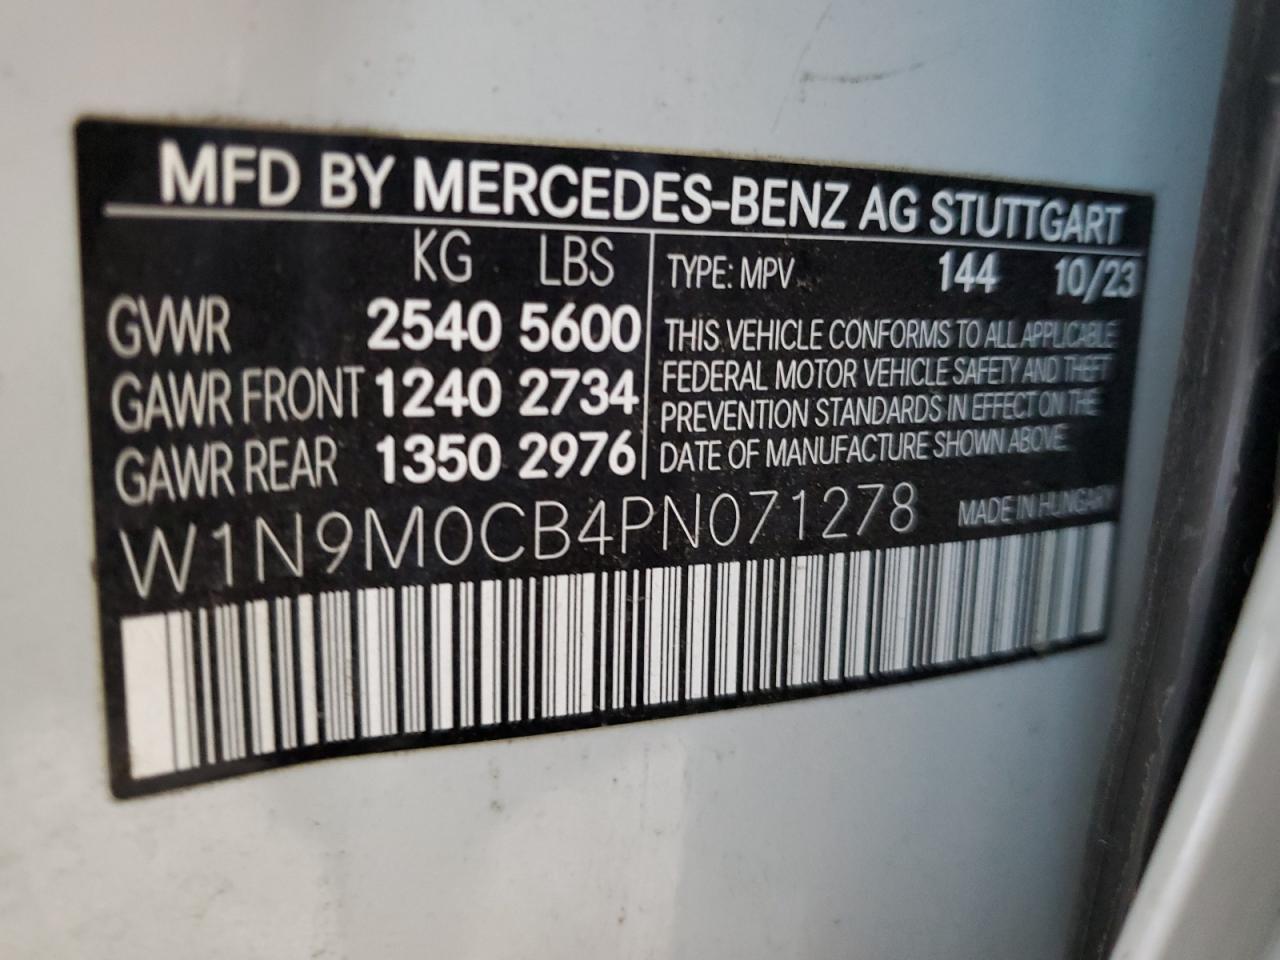 MFD BY MERCEDES-BENZ AG STUTTGART
KG LBS
GVWR 2540 5600
GAWR FRONT 1240 2734
GAWR REAR 1350 2976
TYPE: MPV 144 10/23
THIS VEHICLE CONFORMS TO ALL APPLICABLE
FEDERAL MOTOR VEHICLE SAFETY AND THEFT
PREVENTION STANDARDS IN EFFECT ON THE
DATE OF MANUFACTURE SHOWN ABOVE.
W1N9M0CB4PN071278 MADE IN HUNGARY